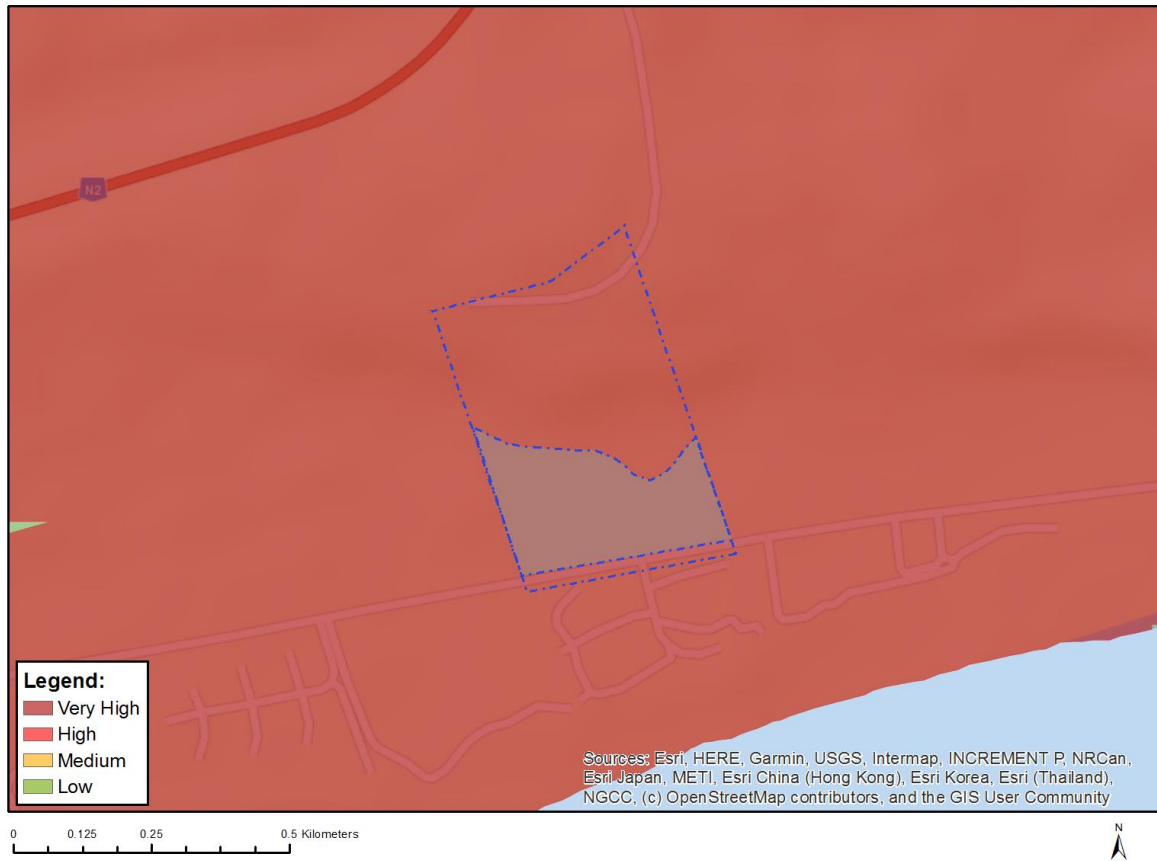 N2
Legend:
Very High
High
Medium
Low
Sources: Esri, HERE, Garmin, USGS, Intermap, INCREMENT P, NRCan,
Esri Japan, METI, Esri China (Hong Kong), Esri Korea, Esri (Thailand),
NGCC, (c) OpenStreetMap contributors, and the GIS User Community
0 0.125 0.25 0.5 Kilometers
N